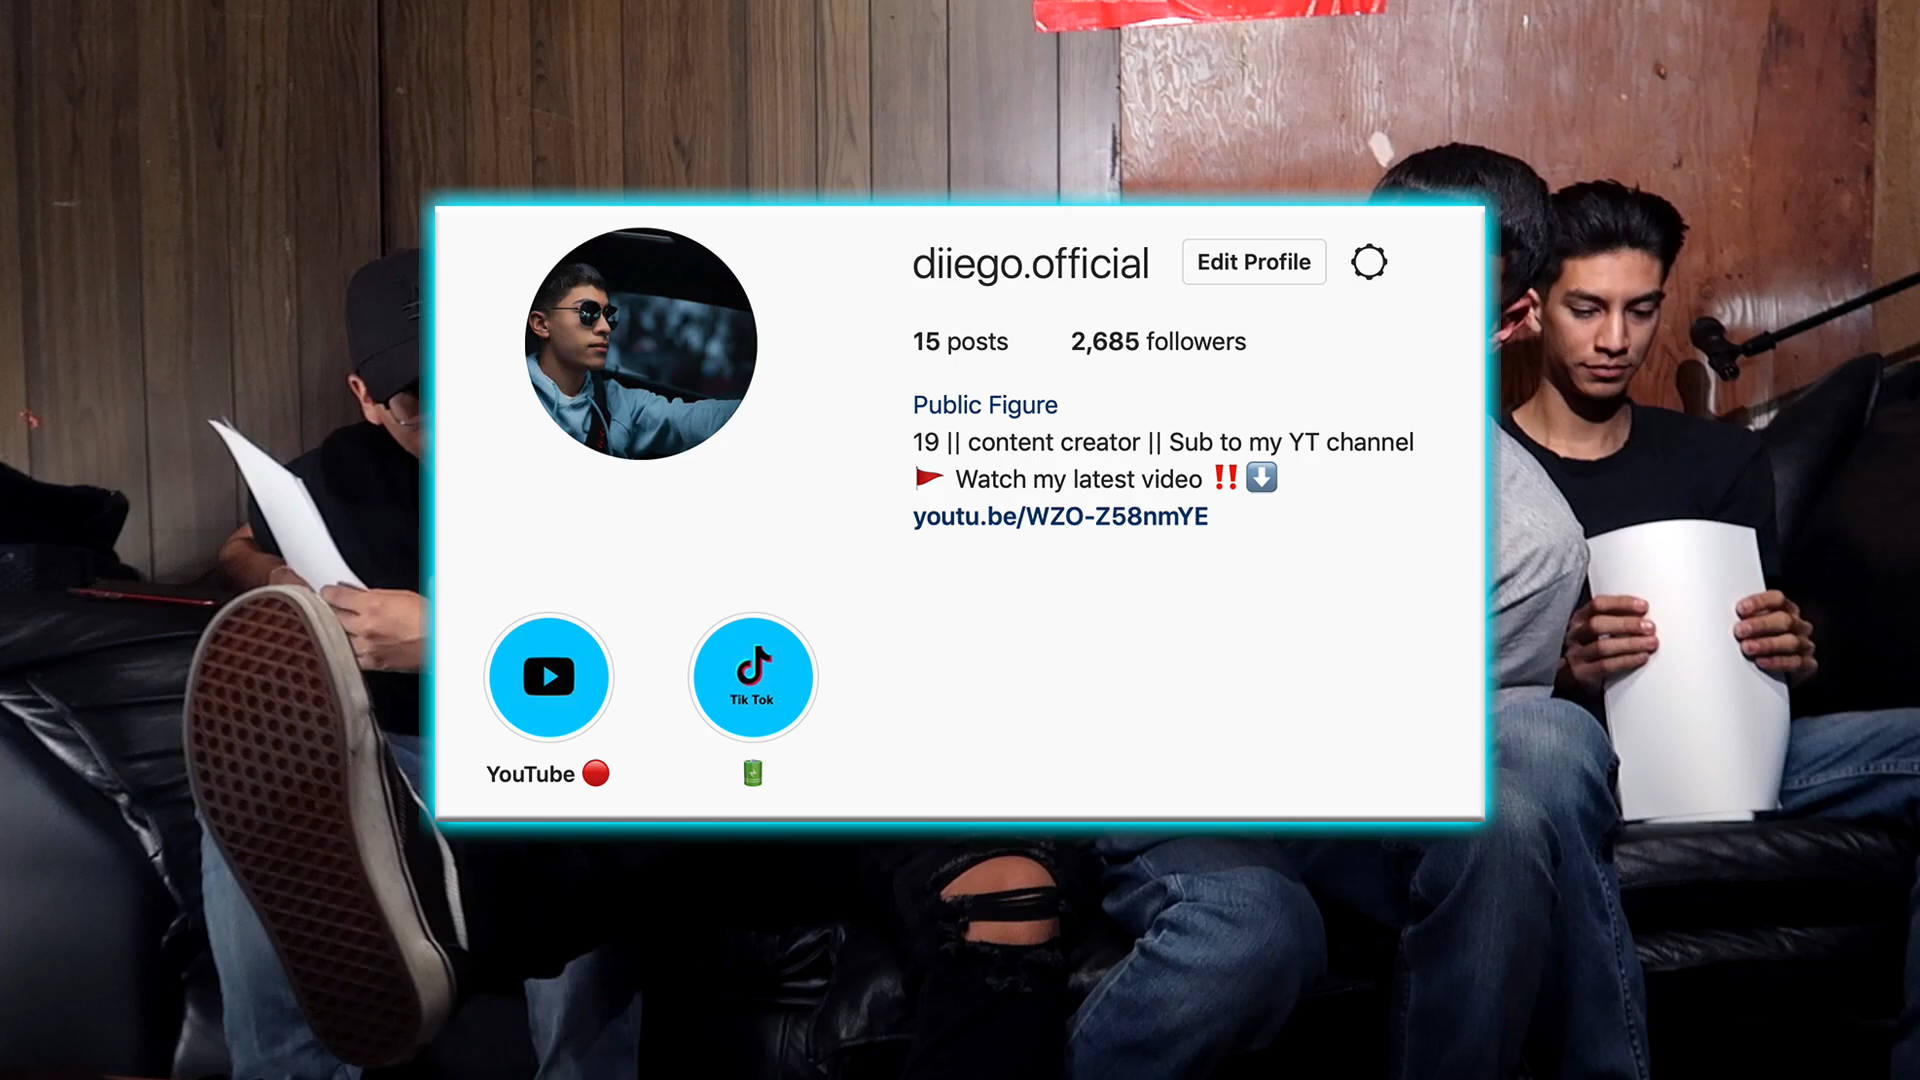 diiego.official Edit Profile
15 posts 2,685 followers
Public Figure
19 || content creator || Sub to my YT channel
🚩 Watch my latest video ‼️⬇️
youtu.be/WZO-Z58nmYE
Tik Tok
YouTube 🔴
🔋